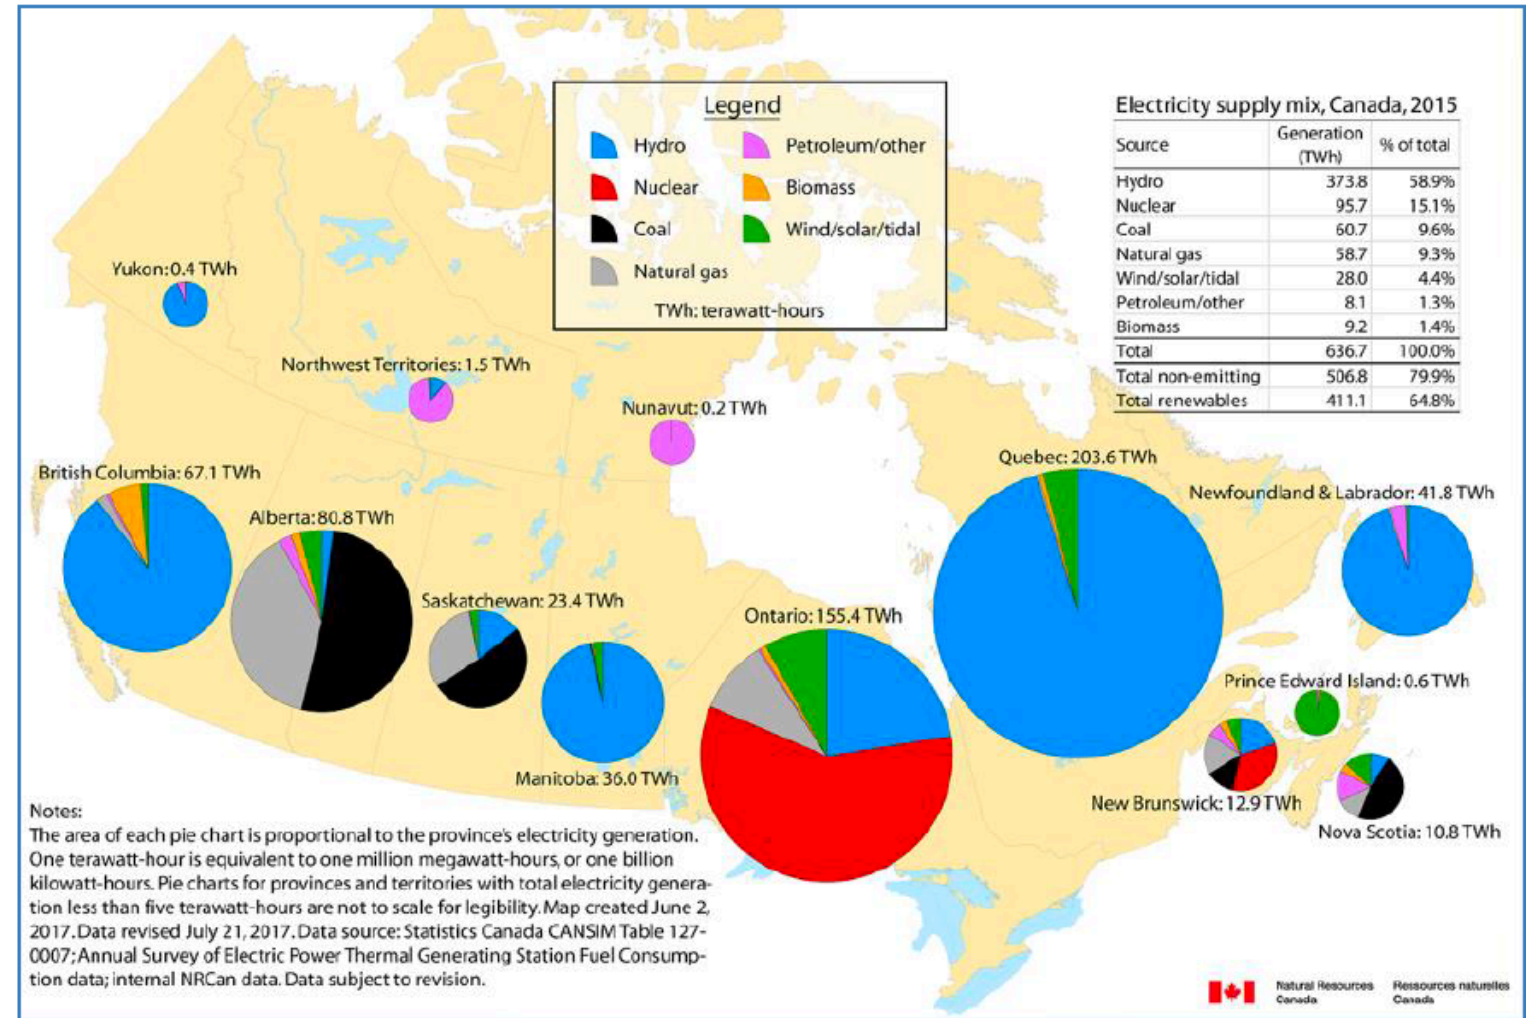 Legend
Hydro
Petroleum/other
Nuclear
Biomass
Coal
Wind/solar/tidal
Natural gas
TWh: terawatt-hours
Electricity supply mix, Canada, 2015
Source Generation (TWh) % of total
Hydro 373.8 58.9%
Nuclear 95.7 15.1%
Coal 60.7 9.6%
Natural gas 58.7 9.3%
Wind/solar/tidal 28.0 4.4%
Petroleum/other 8.1 1.3%
Biomass 9.2 1.4%
Total 636.7 100.0%
Total non-emitting 506.8 79.9%
Total renewables 411.1 64.8%
Yukon: 0.4 TWh
Northwest Territories: 1.5 TWh
Nunavut: 0.2 TWh
British Columbia: 67.1 TWh
Alberta: 80.8 TWh
Saskatchewan: 23.4 TWh
Manitoba: 36.0 TWh
Ontario: 155.4 TWh
Quebec: 203.6 TWh
Newfoundland & Labrador: 41.8 TWh
Prince Edward Island: 0.6 TWh
New Brunswick: 12.9 TWh
Nova Scotia: 10.8 TWh
Notes:
The area of each pie chart is proportional to the province's electricity generation.
One terawatt-hour is equivalent to one million megawatt-hours, or one billion
kilowatt-hours. Pie charts for provinces and territories with total electricity genera-
tion less than five terawatt-hours are not to scale for legibility. Map created June 2,
2017. Data revised July 21, 2017. Data source: Statistics Canada CANSIM Table 127-
0007; Annual Survey of Electric Power Thermal Generating Station Fuel Consump-
tion data; internal NRCan data. Data subject to revision.
Natural Resources
Canada
Ressources naturelles
Canada